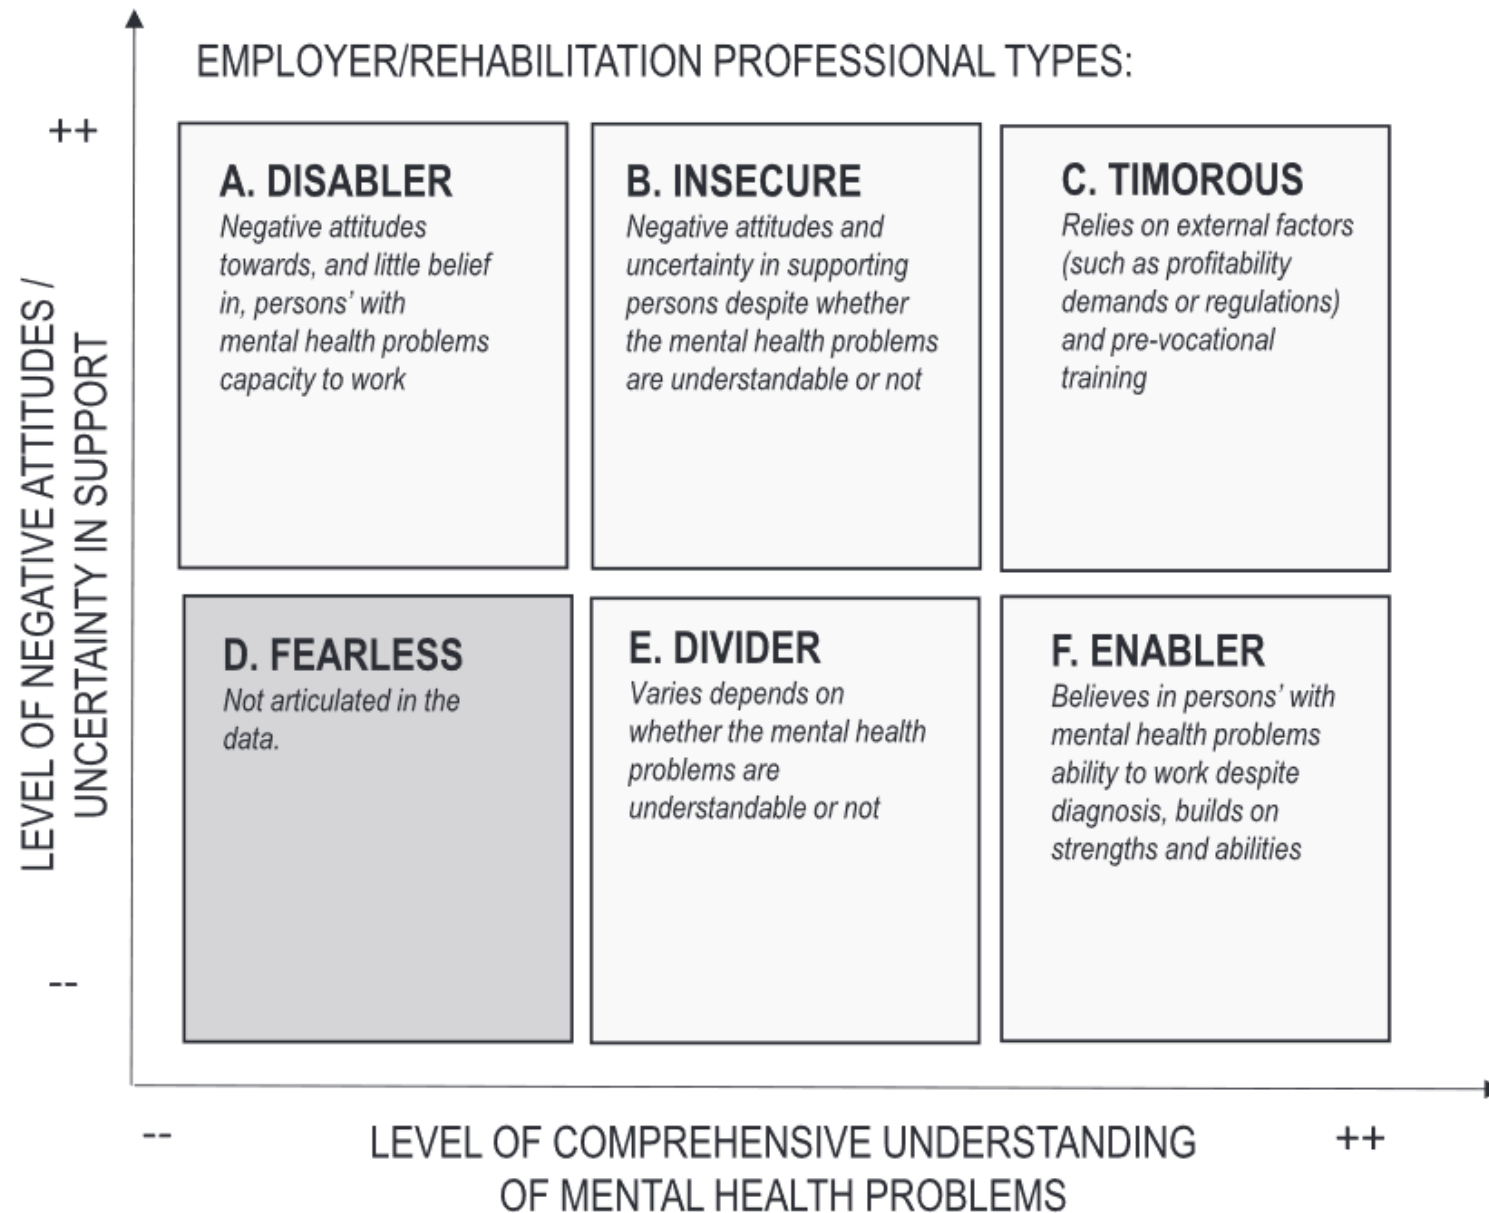 EMPLOYER/REHABILITATION PROFESSIONAL TYPES:
++
LEVEL OF NEGATIVE ATTITUDES /
UNCERTAINTY IN SUPPORT
--
A. DISABLER
Negative attitudes
towards, and little belief
in, persons' with
mental health problems
capacity to work
B. INSECURE
Negative attitudes and
uncertainty in supporting
persons despite whether
the mental health problems
are understandable or not
C. TIMOROUS
Relies on external factors
(such as profitability
demands or regulations)
and pre-vocational
training
D. FEARLESS
Not articulated in the
data.
E. DIVIDER
Varies depends on
whether the mental health
problems are
understandable or not
F. ENABLER
Believes in persons' with
mental health problems
ability to work despite
diagnosis, builds on
strengths and abilities
--
LEVEL OF COMPREHENSIVE UNDERSTANDING
OF MENTAL HEALTH PROBLEMS
++